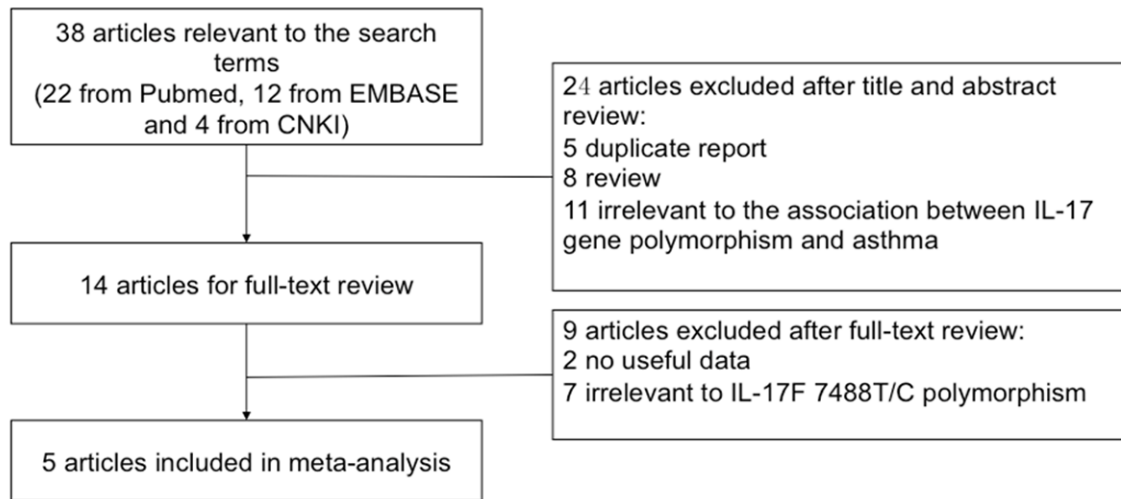 38 articles relevant to the search
terms
(22 from Pubmed, 12 from EMBASE
and 4 from CNKI)
24 articles excluded after title and abstract
review:
5 duplicate report
8 review
11 irrelevant to the association between IL-17
gene polymorphism and asthma
14 articles for full-text review
9 articles excluded after full-text review:
2 no useful data
7 irrelevant to IL-17F 7488T/C polymorphism
5 articles included in meta-analysis